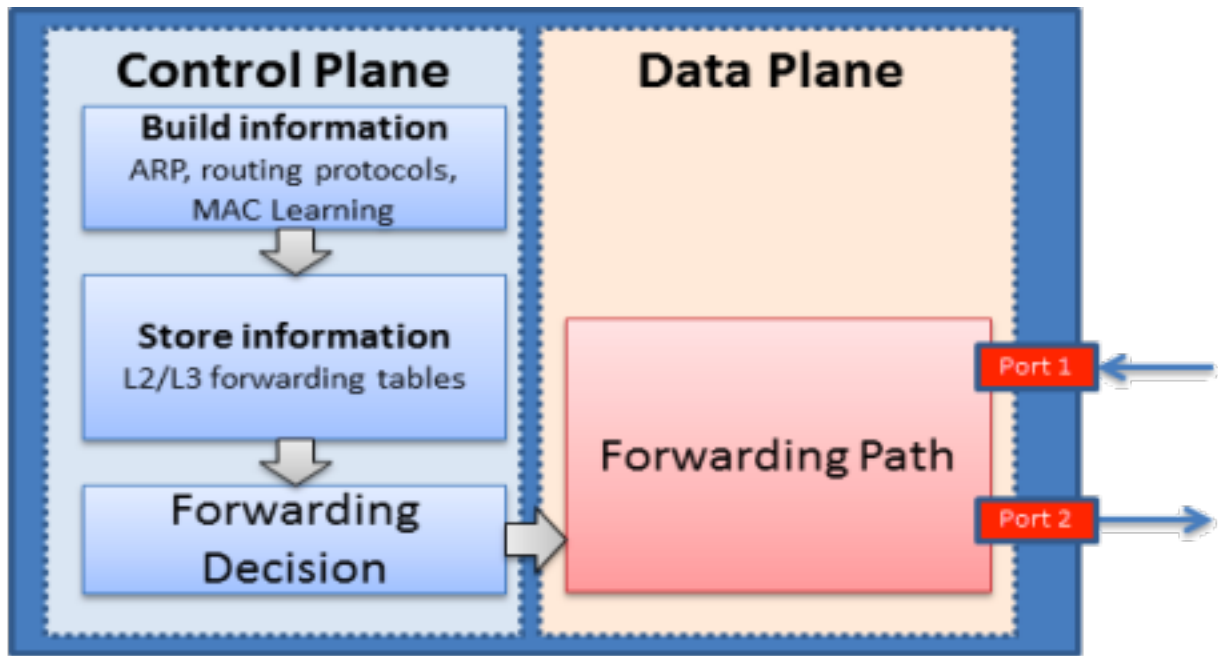 Control Plane
Build information
ARP, routing protocols,
MAC Learning
Store information
L2/L3 forwarding tables
Forwarding
Decision
Data Plane
Forwarding Path
Port 1
Port 2